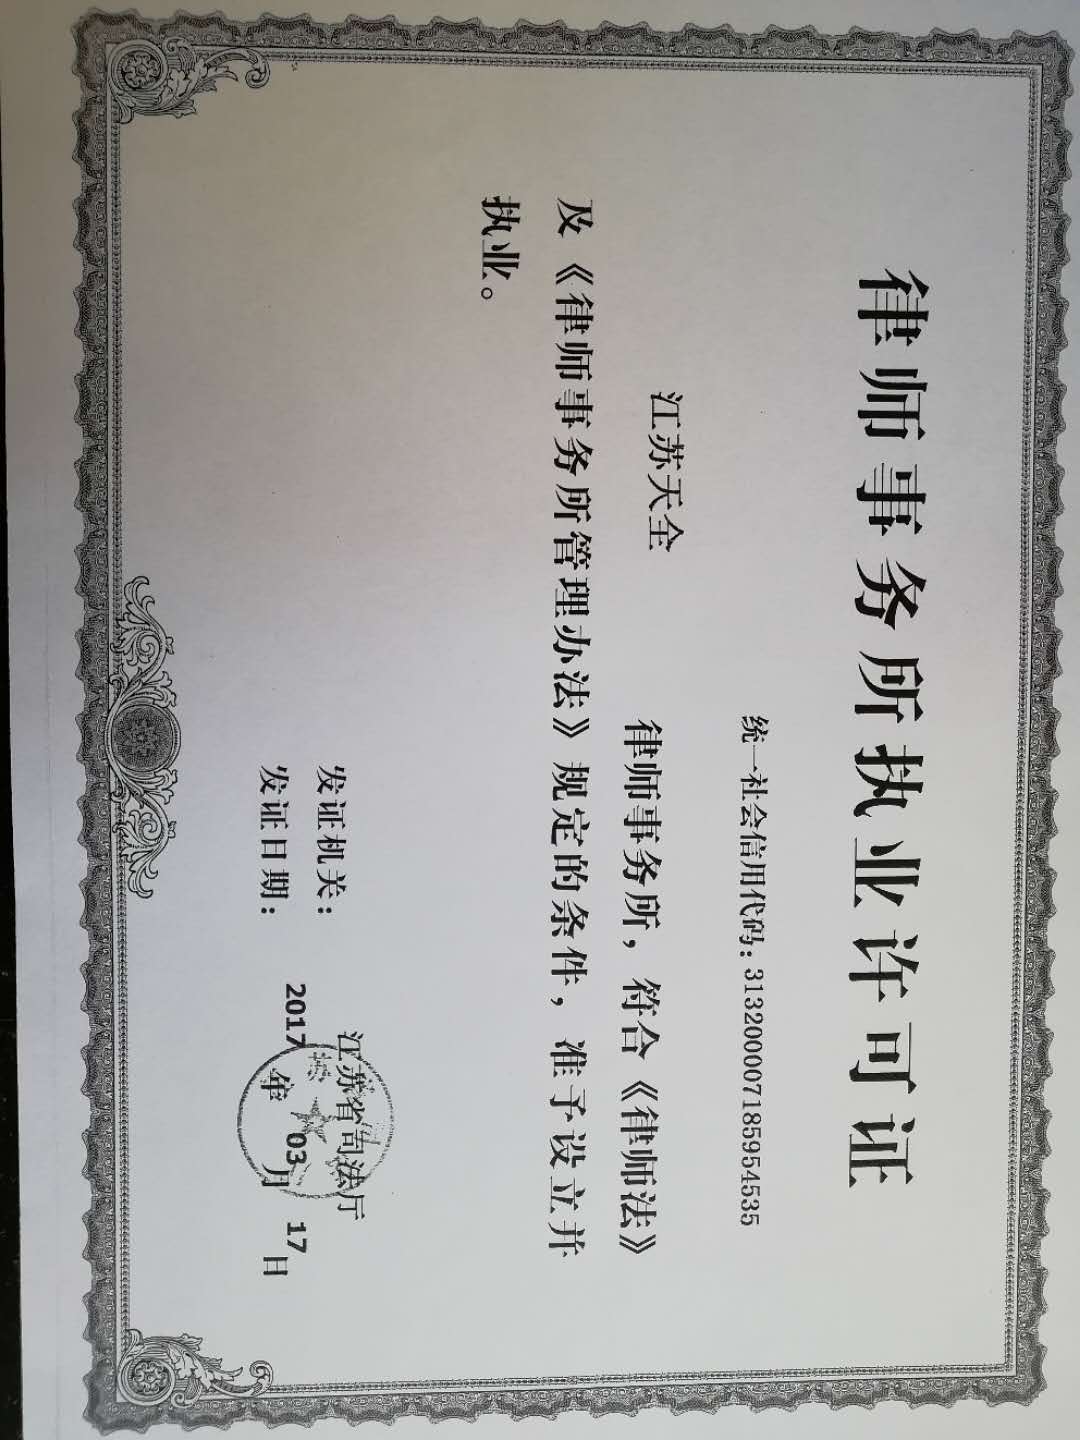 律师事务所执业许可证
统一社会信用代码: 313200007185954535
江苏天全 律师事务所，符合《律师法》
及《律师事务所管理办法》规定的条件，准予设立并
执业。
发证机关： 江苏省司法厅
发证日期： 2017 年 03 月 17 日